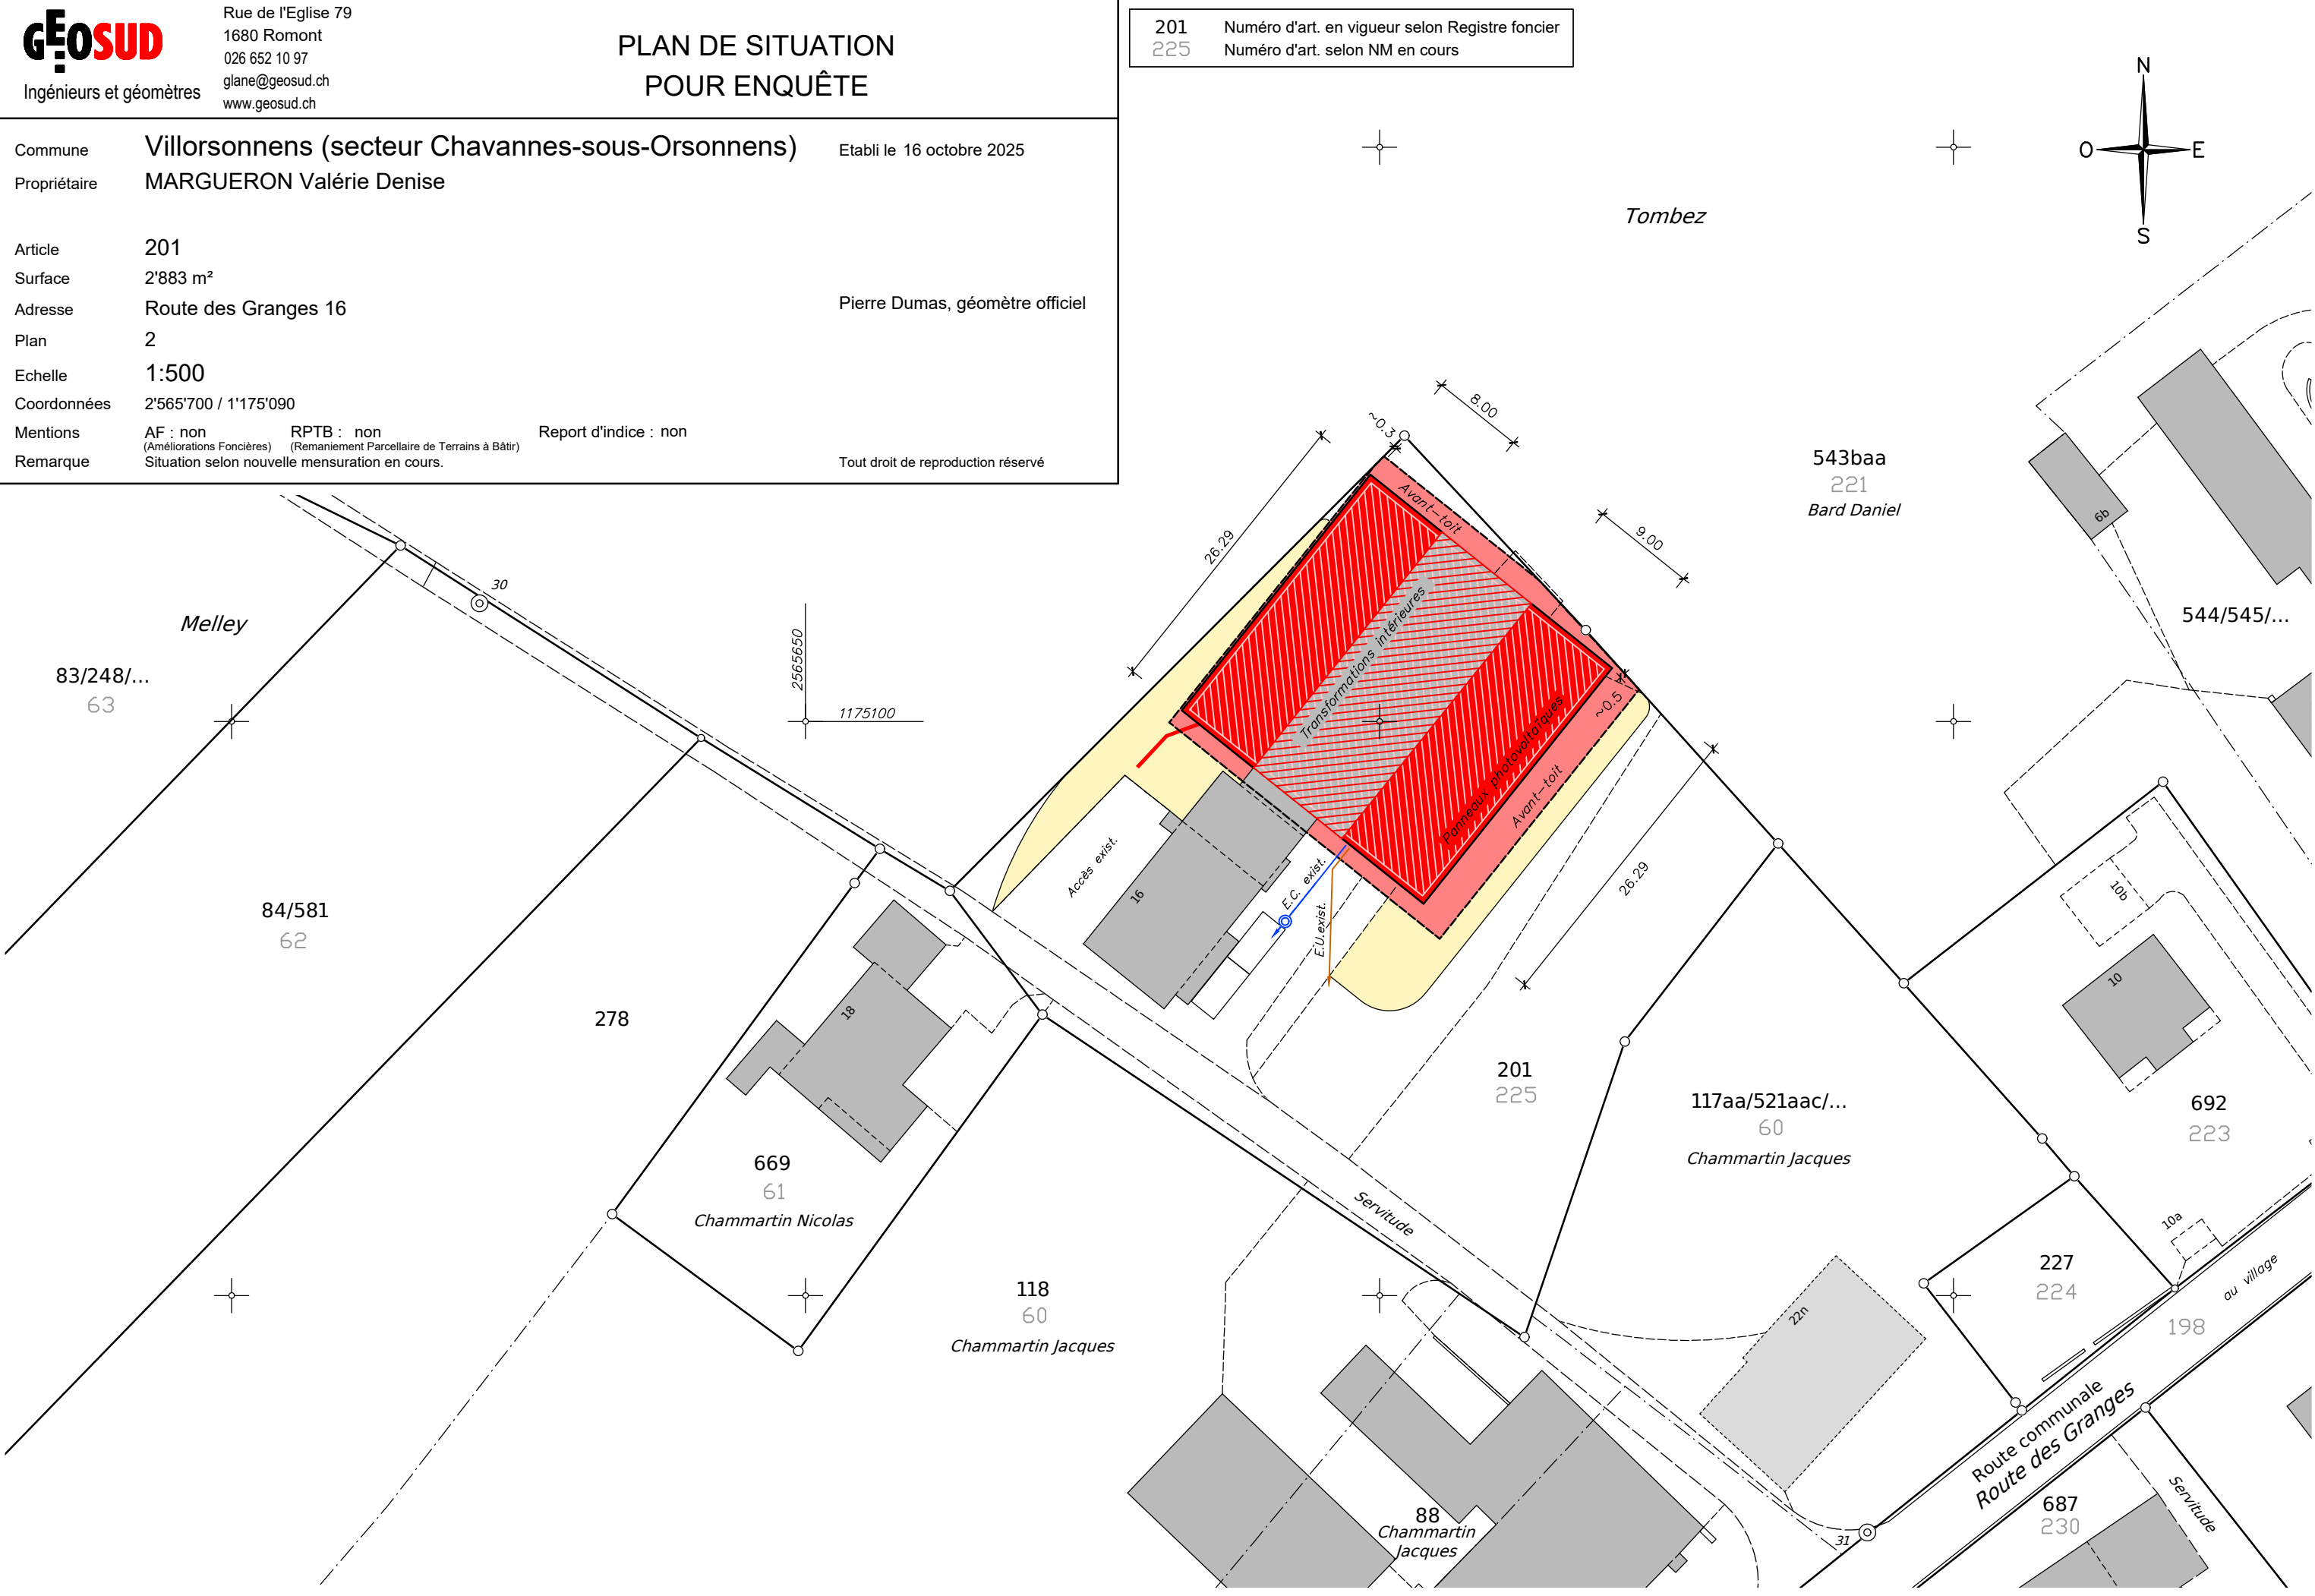 GEOSUD
Ingénieurs et géomètres
Rue de l'Eglise 79
1680 Romont
026 652 10 97
glane@geosud.ch
www.geosud.ch
PLAN DE SITUATION
POUR ENQUÊTE
201 Numéro d'art. en vigueur selon Registre foncier
225 Numéro d'art. selon NM en cours
Commune Villorsonnens (secteur Chavannes-sous-Orsonnens) Etabli le 16 octobre 2025
Propriétaire MARGUERON Valérie Denise
Article 201
Surface 2'883 m²
Adresse Route des Granges 16 Pierre Dumas, géomètre officiel
Plan 2
Echelle 1:500
Coordonnées 2'565'700 / 1'175'090
Mentions AF : non RPTB : non Report d'indice : non
(Améliorations Foncières) (Remaniement Parcellaire de Terrains à Bâtir)
Remarque Situation selon nouvelle mensuration en cours. Tout droit de reproduction réservé
N
O E
S
Tombez
8.00
~0.3
Avant-toit
26.29
9.00
543baa
221
Bard Daniel
6b
544/545/...
30
Melley
83/248/...
63
2565650
1175100
Transformations intérieures
Panneaux photovoltaïques
~0.5
Avant-toit
26.29
Accès exist.
16
E.C. exist.
E.U.exist.
84/581
62
278
18
669
61
Chammartin Nicolas
201
225
117aa/521aac/...
60
Chammartin Jacques
10b
10
692
223
10a
118
60
Chammartin Jacques
Servitude
227
224
au village
198
22n
Route communale
Route des Granges
88
Chammartin
Jacques
31
687
230
Servitude